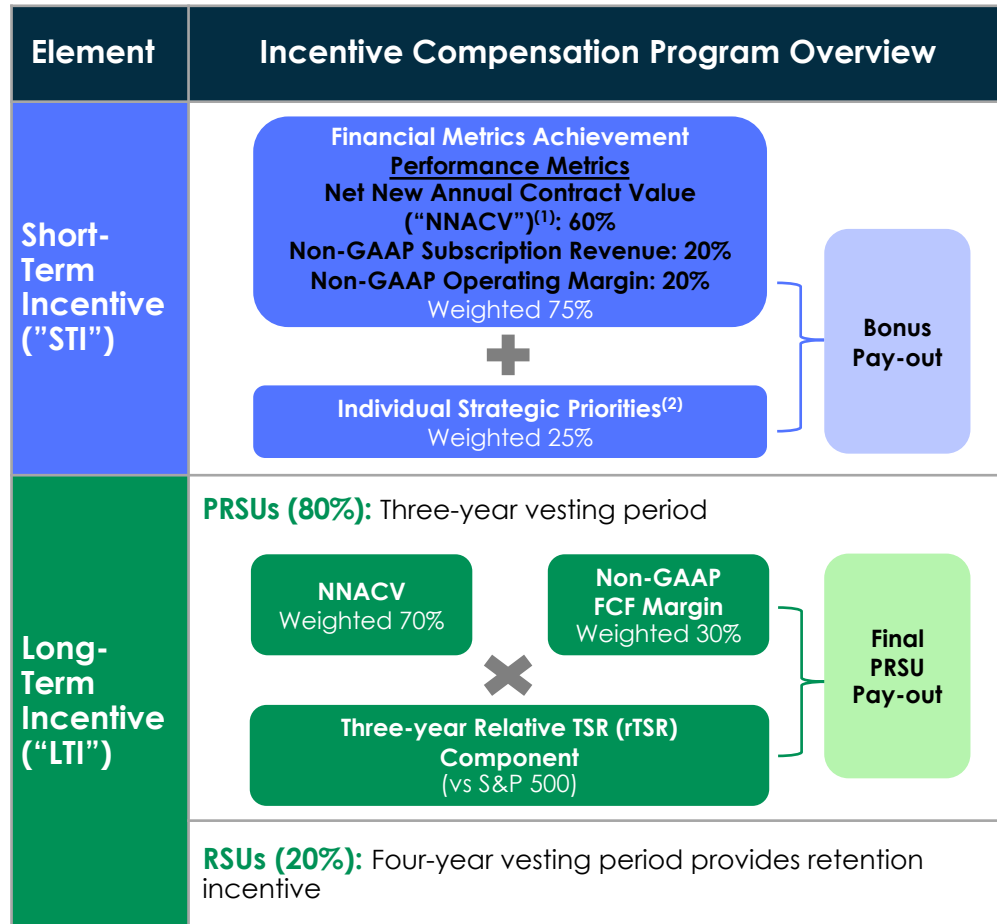 Element
Incentive Compensation Program Overview
Short-
Term
Incentive
(”STI”)
Financial Metrics Achievement
Performance Metrics
Net New Annual Contract Value
(“NNACV”)(1): 60%
Non-GAAP Subscription Revenue: 20%
Non-GAAP Operating Margin: 20%
Weighted 75%
Individual Strategic Priorities(2)
Weighted 25%
Bonus
Pay-out
Long-
Term
Incentive
(“LTI”)
PRSUs (80%): Three-year vesting period
NNACV
Weighted 70%
Non-GAAP
FCF Margin
Weighted 30%
Three-year Relative TSR (rTSR)
Component
(vs S&P 500)
Final
PRSU
Pay-out
RSUs (20%): Four-year vesting period provides retention
incentive